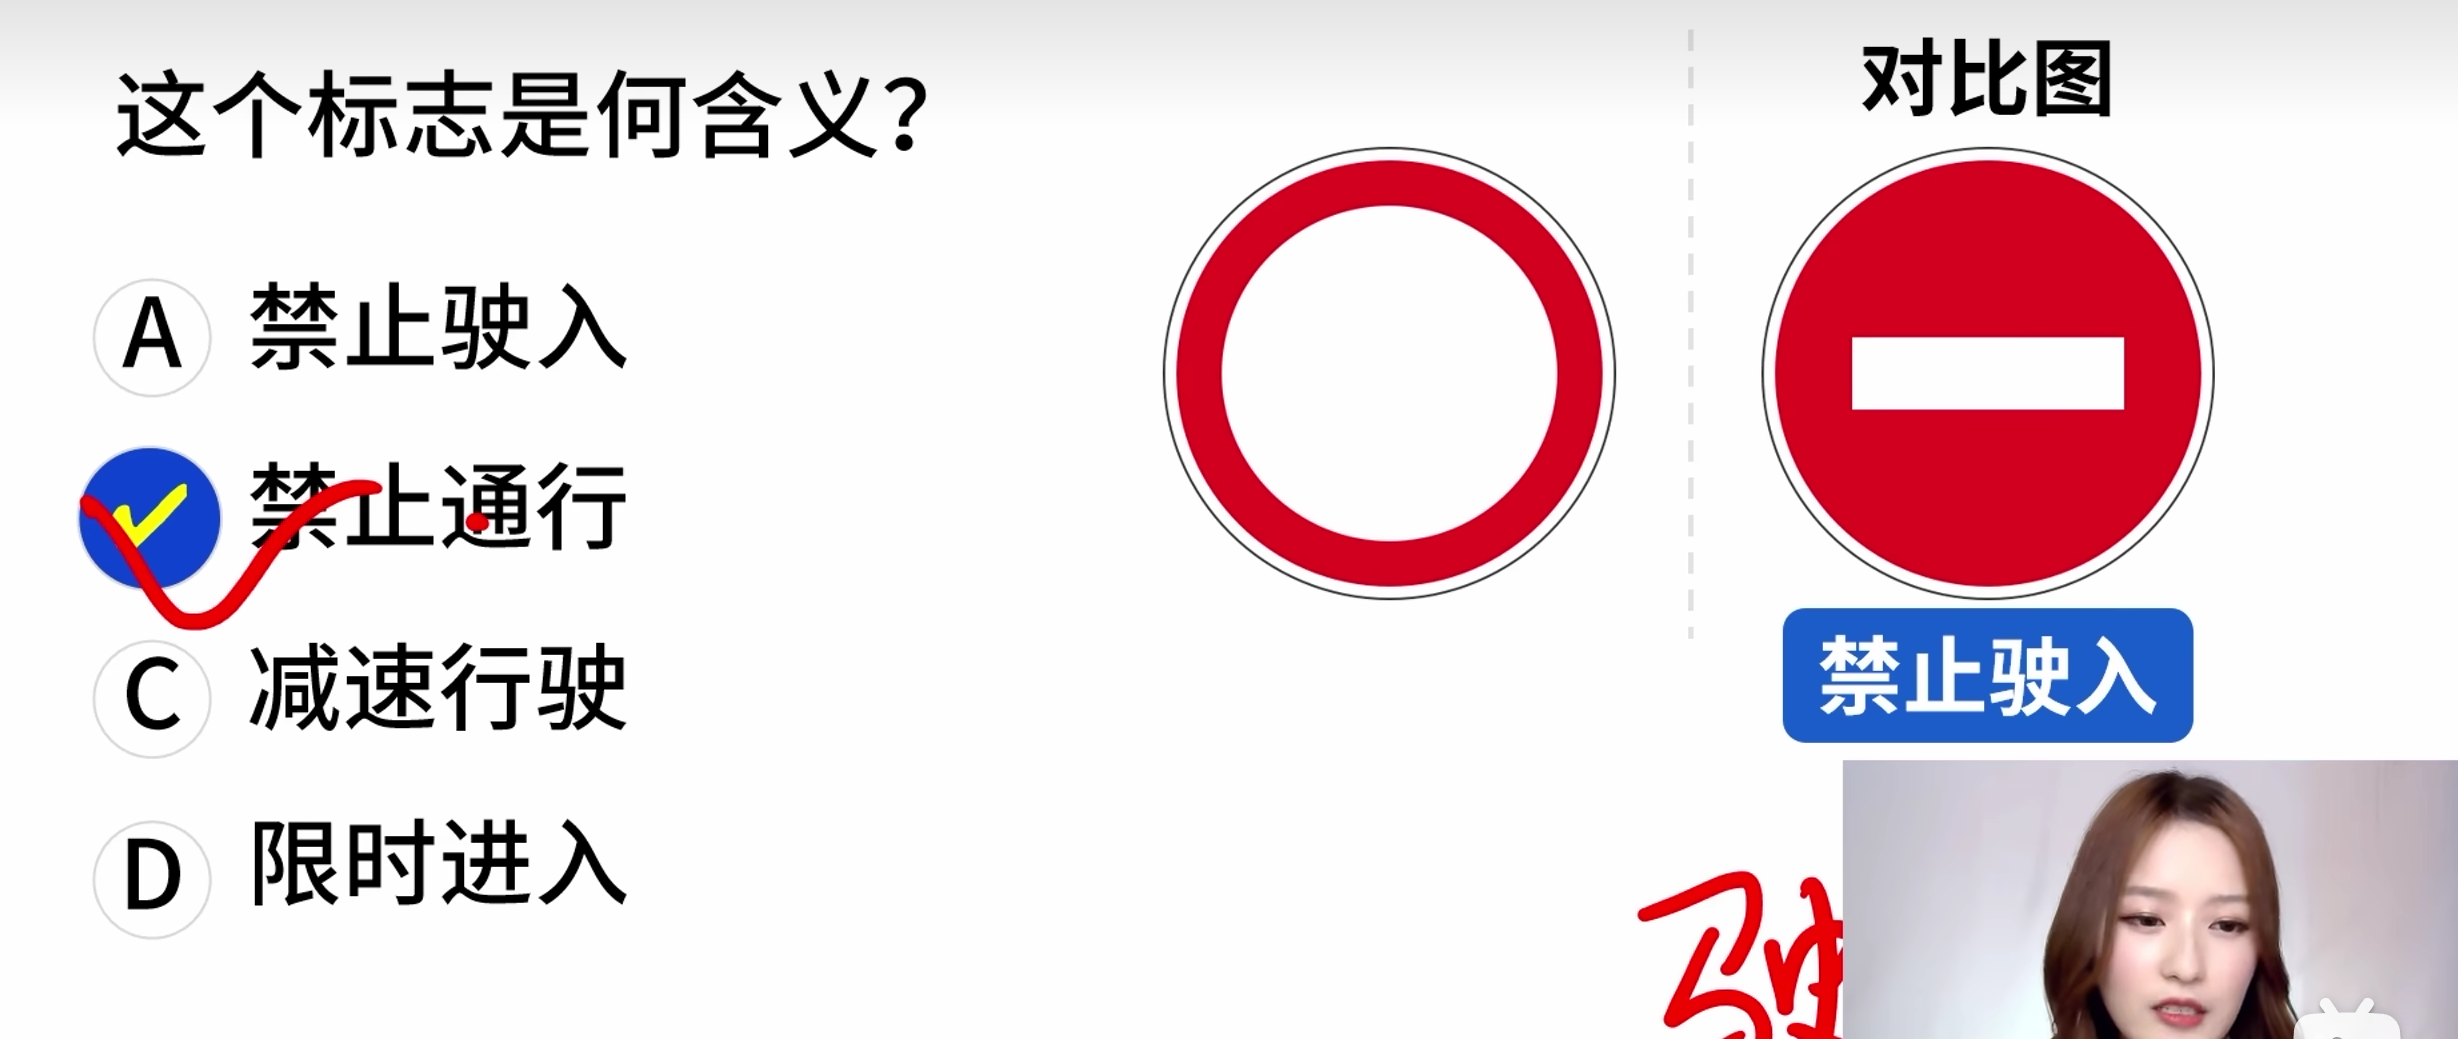 这个标志是何含义？
A 禁止驶入
禁止通行
C 减速行驶
D 限时进入
对比图
禁止驶入
驶